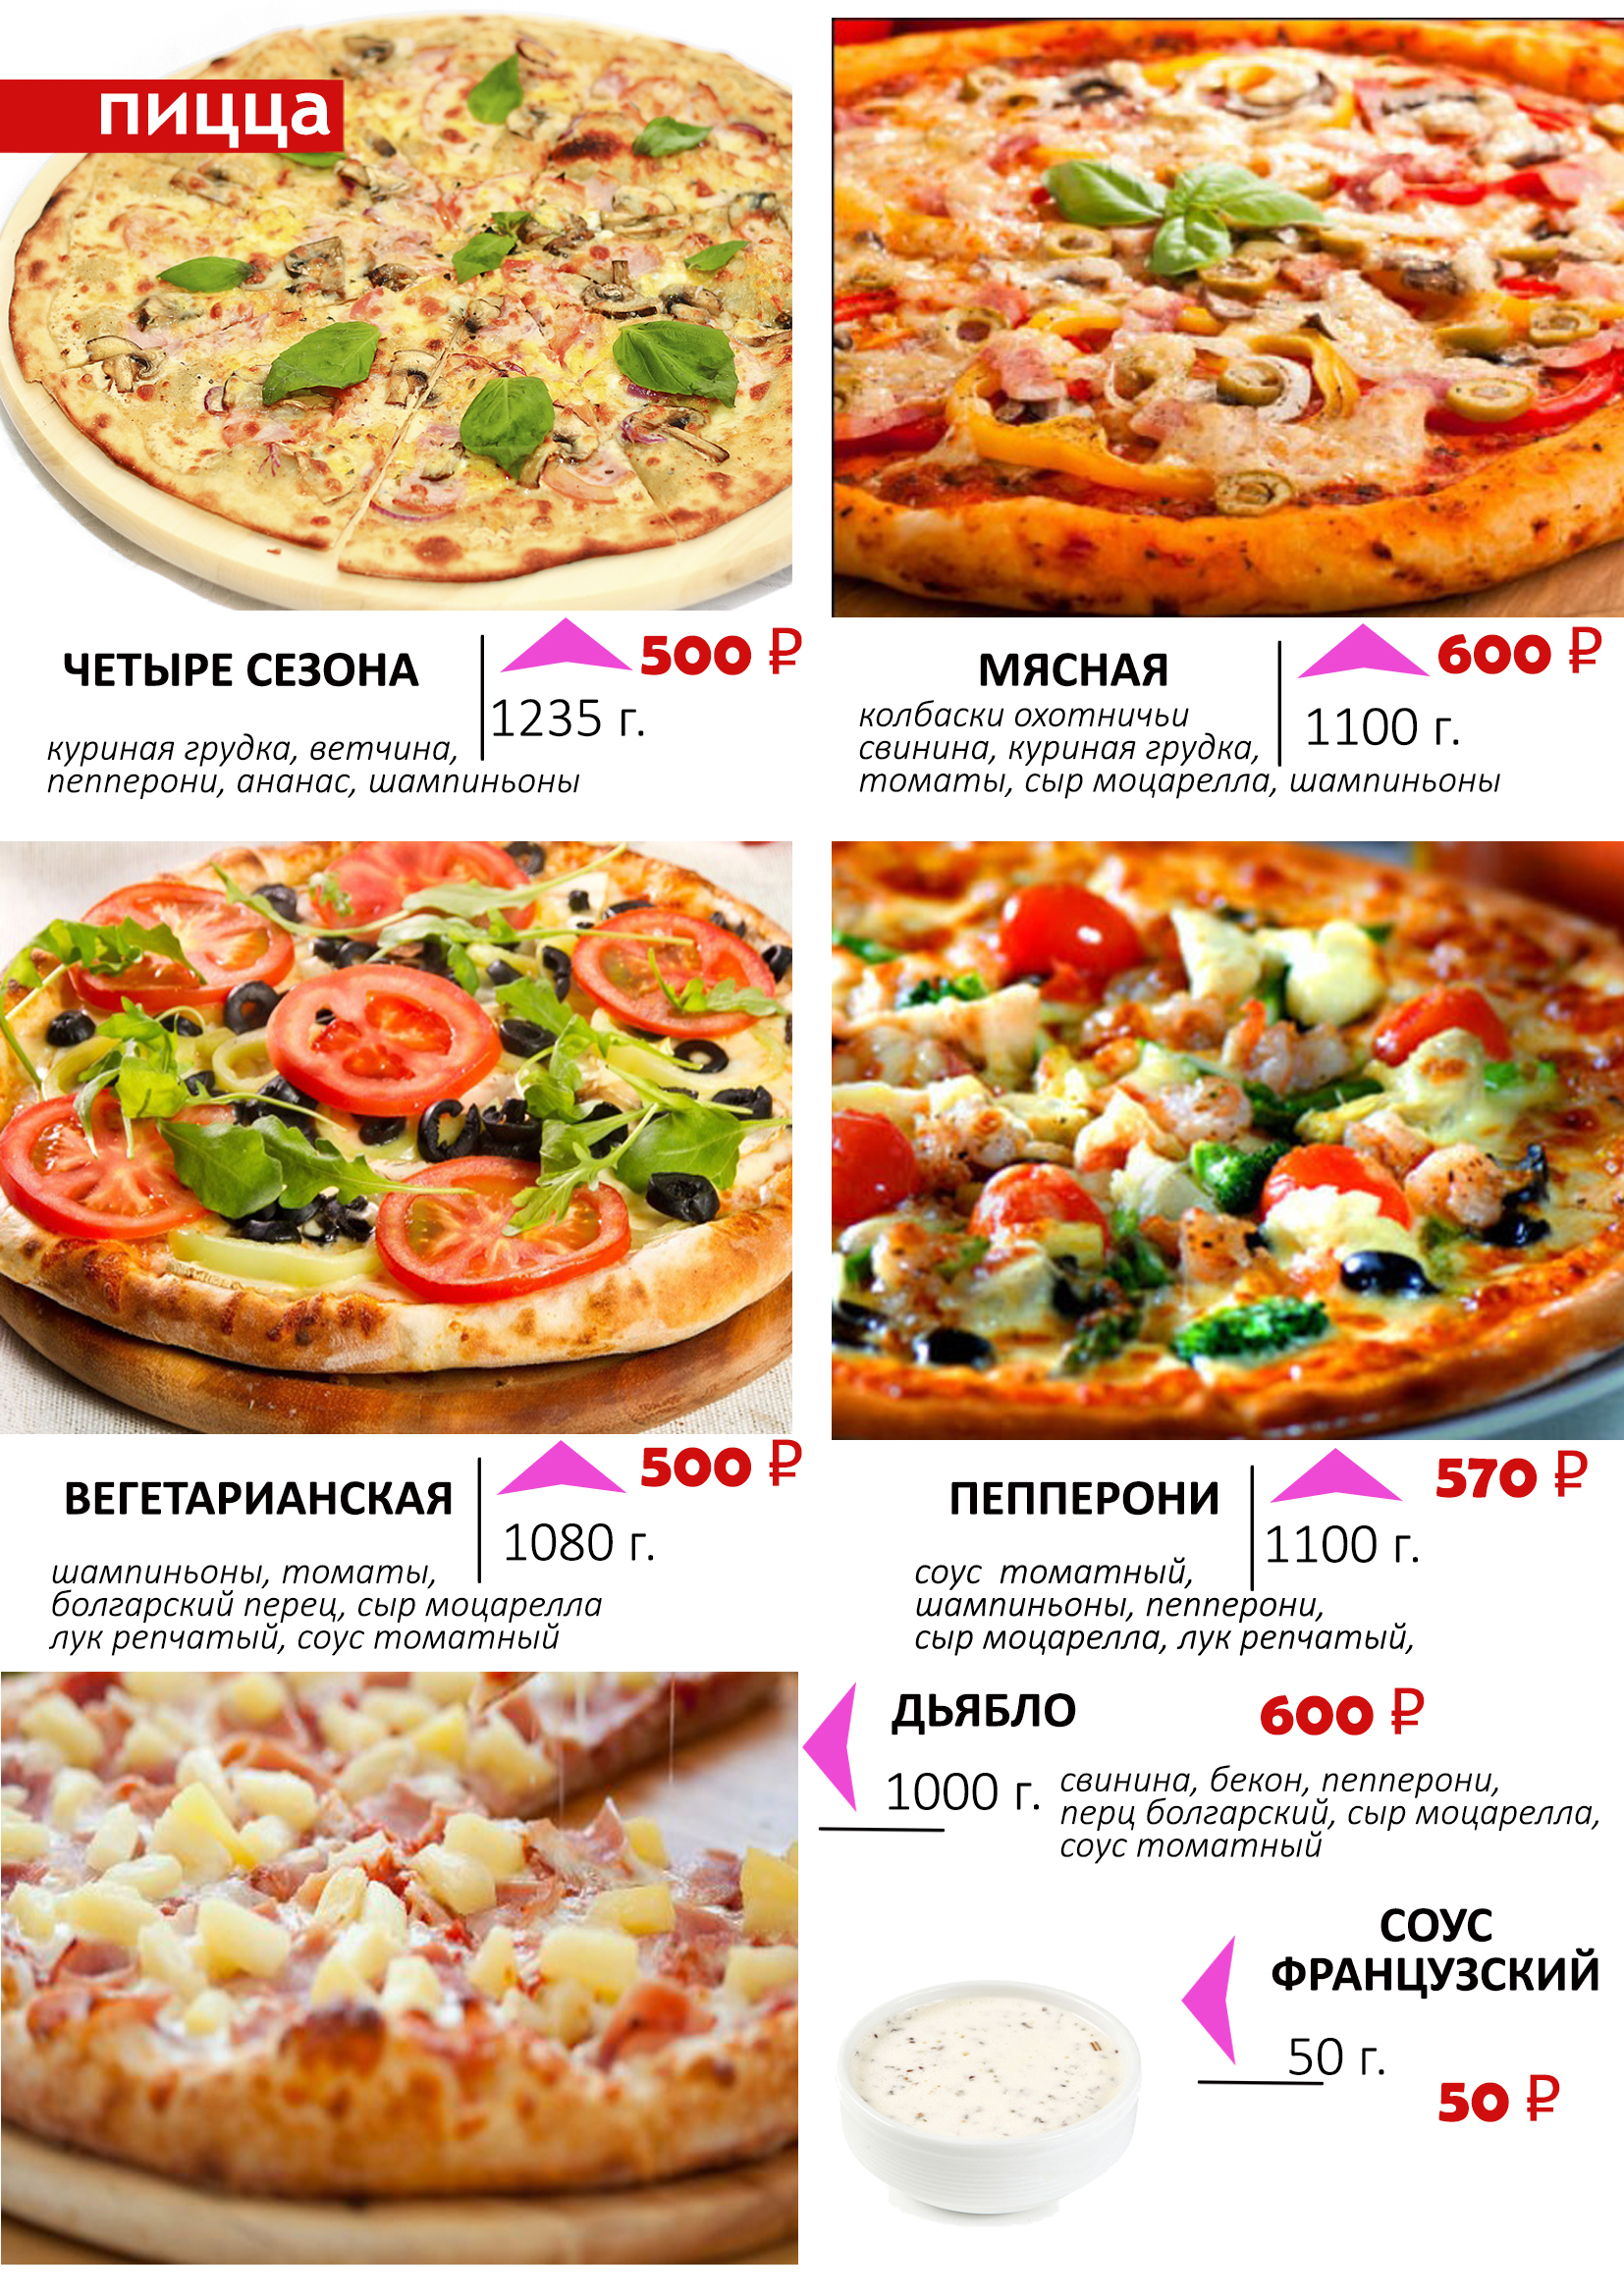 пицца
ЧЕТЫРЕ СЕЗОНА
500 ₽
1235 г.
куриная грудка, ветчина,
пепперони, ананас, шампиньоны
МЯСНАЯ
600 ₽
1100 г.
колбаски охотничьи
свинина, куриная грудка,
томаты, сыр моцарелла, шампиньоны
ВЕГЕТАРИАНСКАЯ
500 ₽
1080 г.
шампиньоны, томаты,
болгарский перец, сыр моцарелла
лук репчатый, соус томатный
ПЕППЕРОНИ
570 ₽
1100 г.
соус томатный,
шампиньоны, пепперони,
сыр моцарелла, лук репчатый,
ДЬЯБЛО
600 ₽
1000 г.
свинина, бекон, пепперони,
перц болгарский, сыр моцарелла,
соус томатный
СОУС
ФРАНЦУЗСКИЙ
50 г.
50 ₽